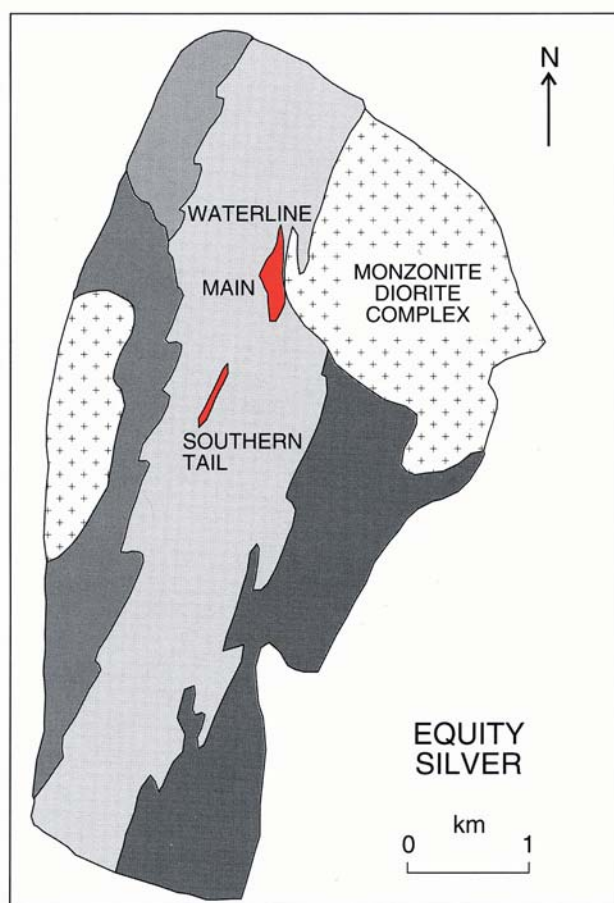 N
WATERLINE
MAIN
MONZONITE
DIORITE
COMPLEX
SOUTHERN
TAIL
EQUITY
SILVER
km
0 1